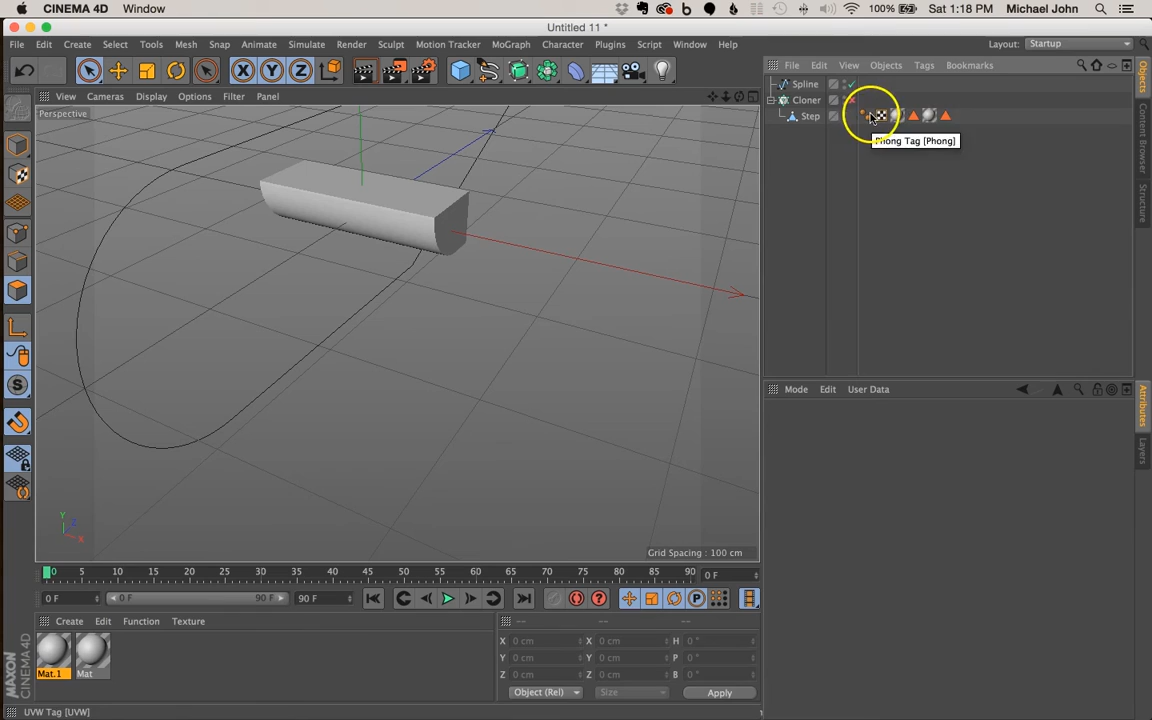 CINEMA 4D Window
100% Sat 1:18 PM Michael John
Untitled 11 *
File Edit Create Select Tools Mesh Snap Animate Simulate Render Sculpt Motion Tracker MoGraph Character Plugins Script Window Help
Layout: Startup
View Cameras Display Options Filter Panel
Perspective
File Edit View Objects Tags Bookmarks
Spline
Cloner
Step
Phong Tag [Phong]
Objects
Content Browser
Structure
Mode Edit User Data
Attributes
Layers
X Y Z
Y
Z
X
Grid Spacing : 100 cm
0 5 10 15 20 25 30 35 40 45 50 55 60 65 70 75 80 85 90 0 F
0 F 0 F 90 F 90 F
Create Edit Function Texture
Mat.1 Mat
-- -- --
X 0 cm X 0 cm H 0 °
Y 0 cm Y 0 cm P 0 °
Z 0 cm Z 0 cm B 0 °
Object (Rel) Size Apply
MAXON
CINEMA 4D
UVW Tag [UVW]